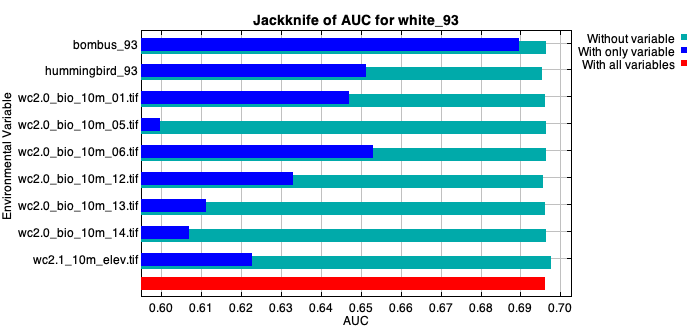 Jackknife of AUC for white_93
Without variable
With only variable
With all variables
Environmental Variable
bombus_93
hummingbird_93
wc2.0_bio_10m_01.tif
wc2.0_bio_10m_05.tif
wc2.0_bio_10m_06.tif
wc2.0_bio_10m_12.tif
wc2.0_bio_10m_13.tif
wc2.0_bio_10m_14.tif
wc2.1_10m_elev.tif
0.60 0.61 0.62 0.63 0.64 0.65 0.66 0.67 0.68 0.69 0.70
AUC